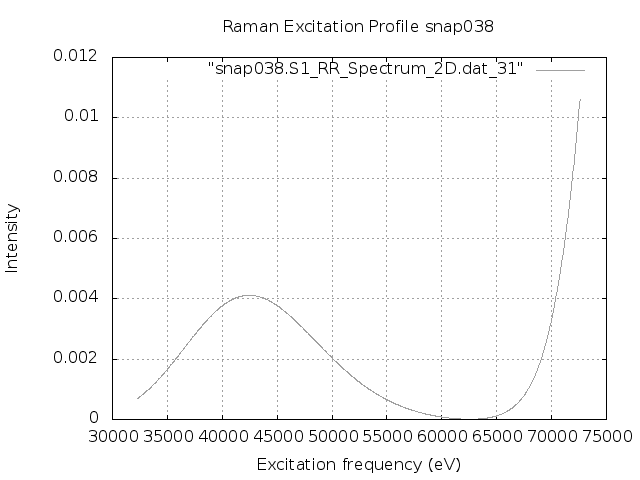 Raman Excitation Profile snap038
"snap038.S1_RR_Spectrum_2D.dat_31"
0.012
0.01
0.008
0.006
0.004
0.002
0
Intensity
30000 35000 40000 45000 50000 55000 60000 65000 70000 75000
Excitation frequency (eV)